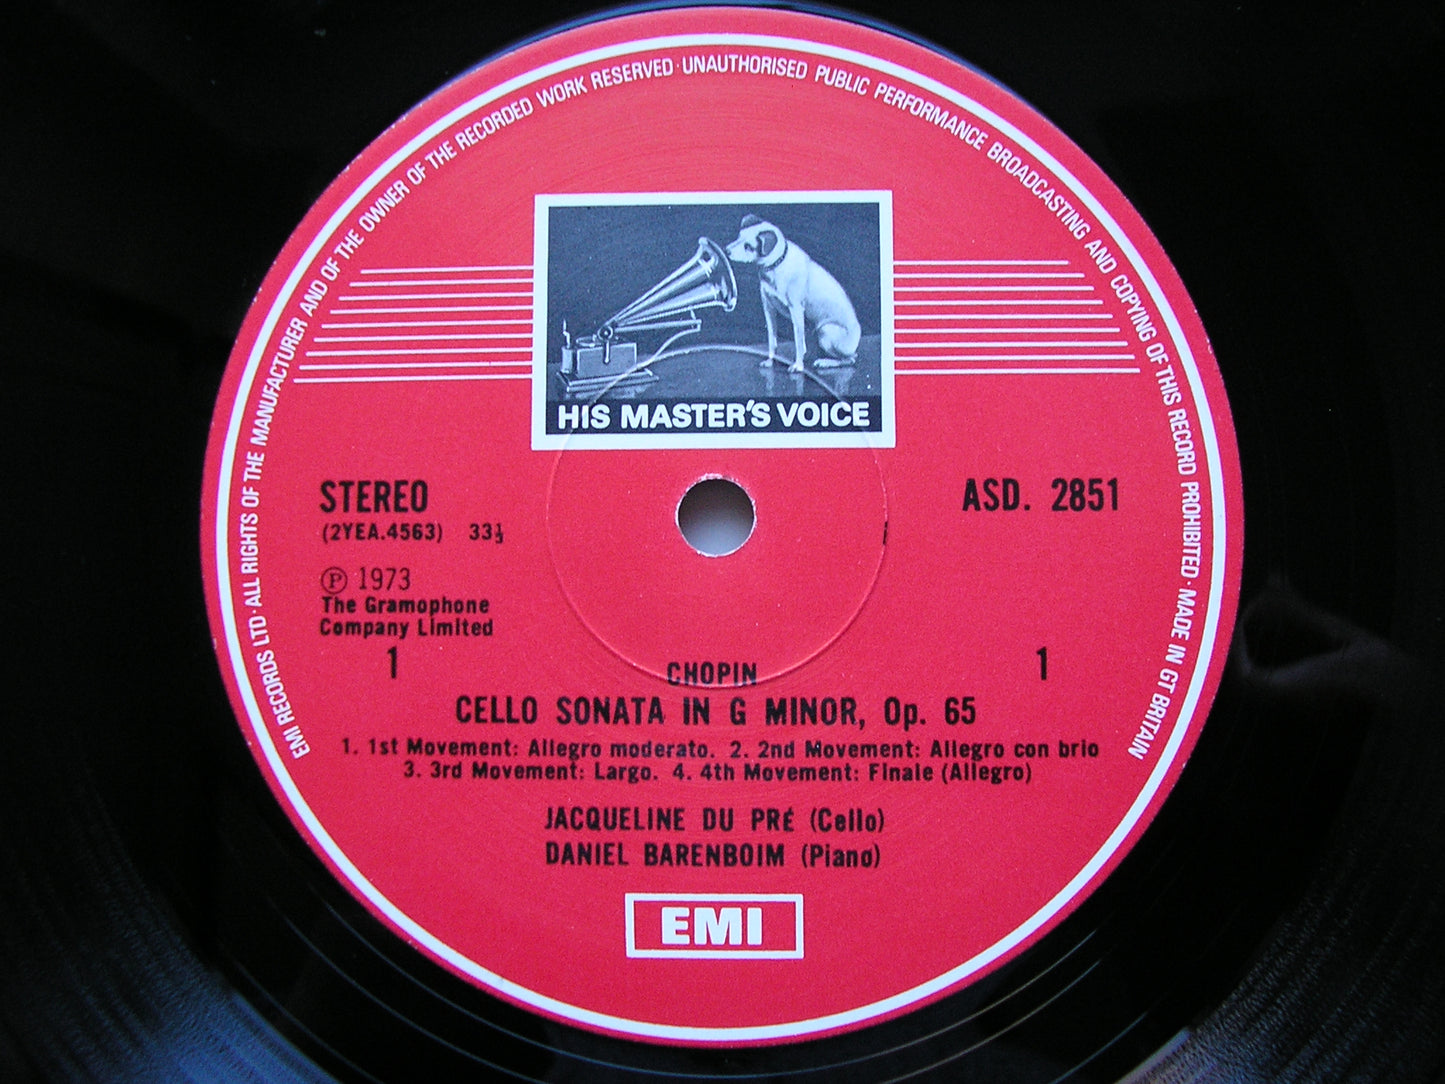 EMI RECORDS LTD · ALL RIGHTS OF THE MANUFACTURER AND OF THE OWNER OF THE RECORDED WORK RESERVED · UNAUTHORISED PUBLIC PERFORMANCE BROADCASTING AND COPYING OF THIS RECORD PROHIBITED · MADE IN GT BRITAIN
HIS MASTER'S VOICE
STEREO
(2YEA.4563) 33⅓
ASD. 2851
℗ 1973
The Gramophone
Company Limited
1 1
CHOPIN
CELLO SONATA IN G MINOR, Op. 65
1. 1st Movement: Allegro moderato. 2. 2nd Movement: Allegro con brio
3. 3rd Movement: Largo. 4. 4th Movement: Finale (Allegro)
JACQUELINE DU PRÉ (Cello)
DANIEL BARENBOIM (Piano)
EMI